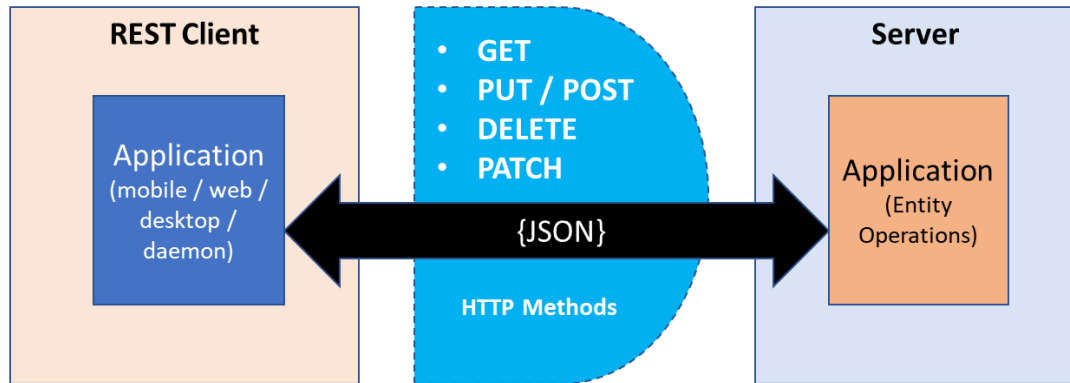 REST Client
Application
(mobile / web /
desktop /
daemon)
• GET
• PUT / POST
• DELETE
• PATCH
{JSON}
HTTP Methods
Server
Application
(Entity
Operations)